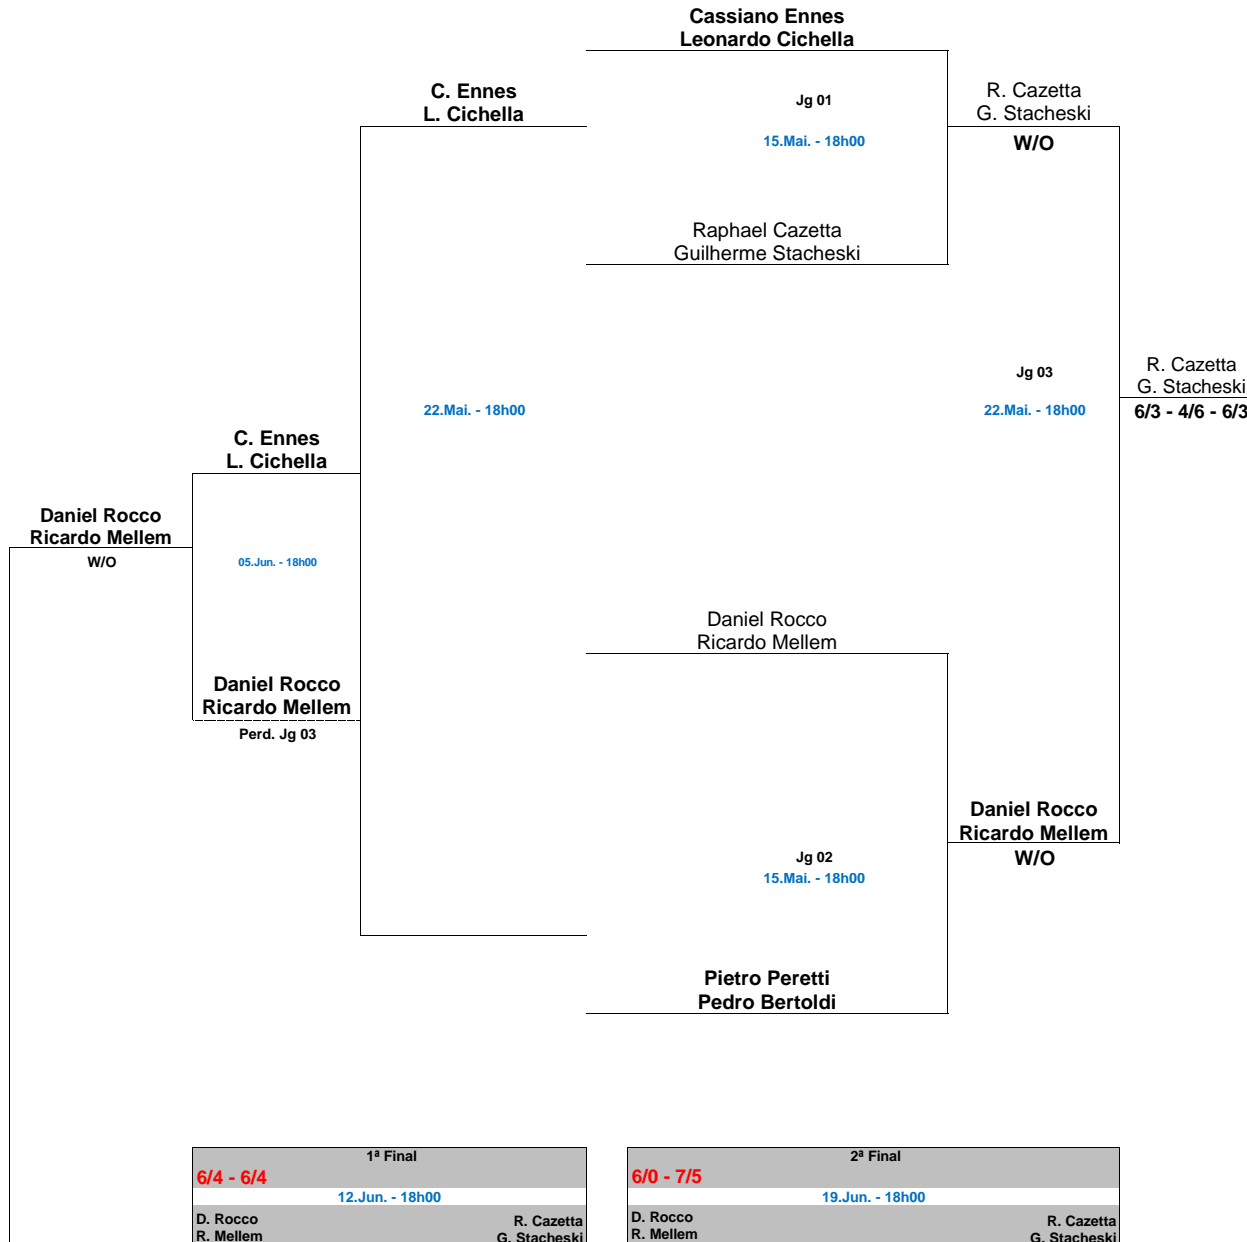 Cassiano Ennes
Leonardo Cichella
C. Ennes
L. Cichella
Jg 01
15.Mai. - 18h00
R. Cazetta
G. Stacheski
W/O
Raphael Cazetta
Guilherme Stacheski
22.Mai. - 18h00
Jg 03
22.Mai. - 18h00
R. Cazetta
G. Stacheski
6/3 - 4/6 - 6/3
C. Ennes
L. Cichella
Daniel Rocco
Ricardo Mellem
W/O
05.Jun. - 18h00
Daniel Rocco
Ricardo Mellem
Daniel Rocco
Ricardo Mellem
Perd. Jg 03
Daniel Rocco
Ricardo Mellem
W/O
Jg 02
15.Mai. - 18h00
Pietro Peretti
Pedro Bertoldi
1ª Final
6/4 - 6/4
12.Jun. - 18h00
D. Rocco
R. Mellem
R. Cazetta
G. Stacheski
2ª Final
6/0 - 7/5
19.Jun. - 18h00
D. Rocco
R. Mellem
R. Cazetta
G. Stacheski